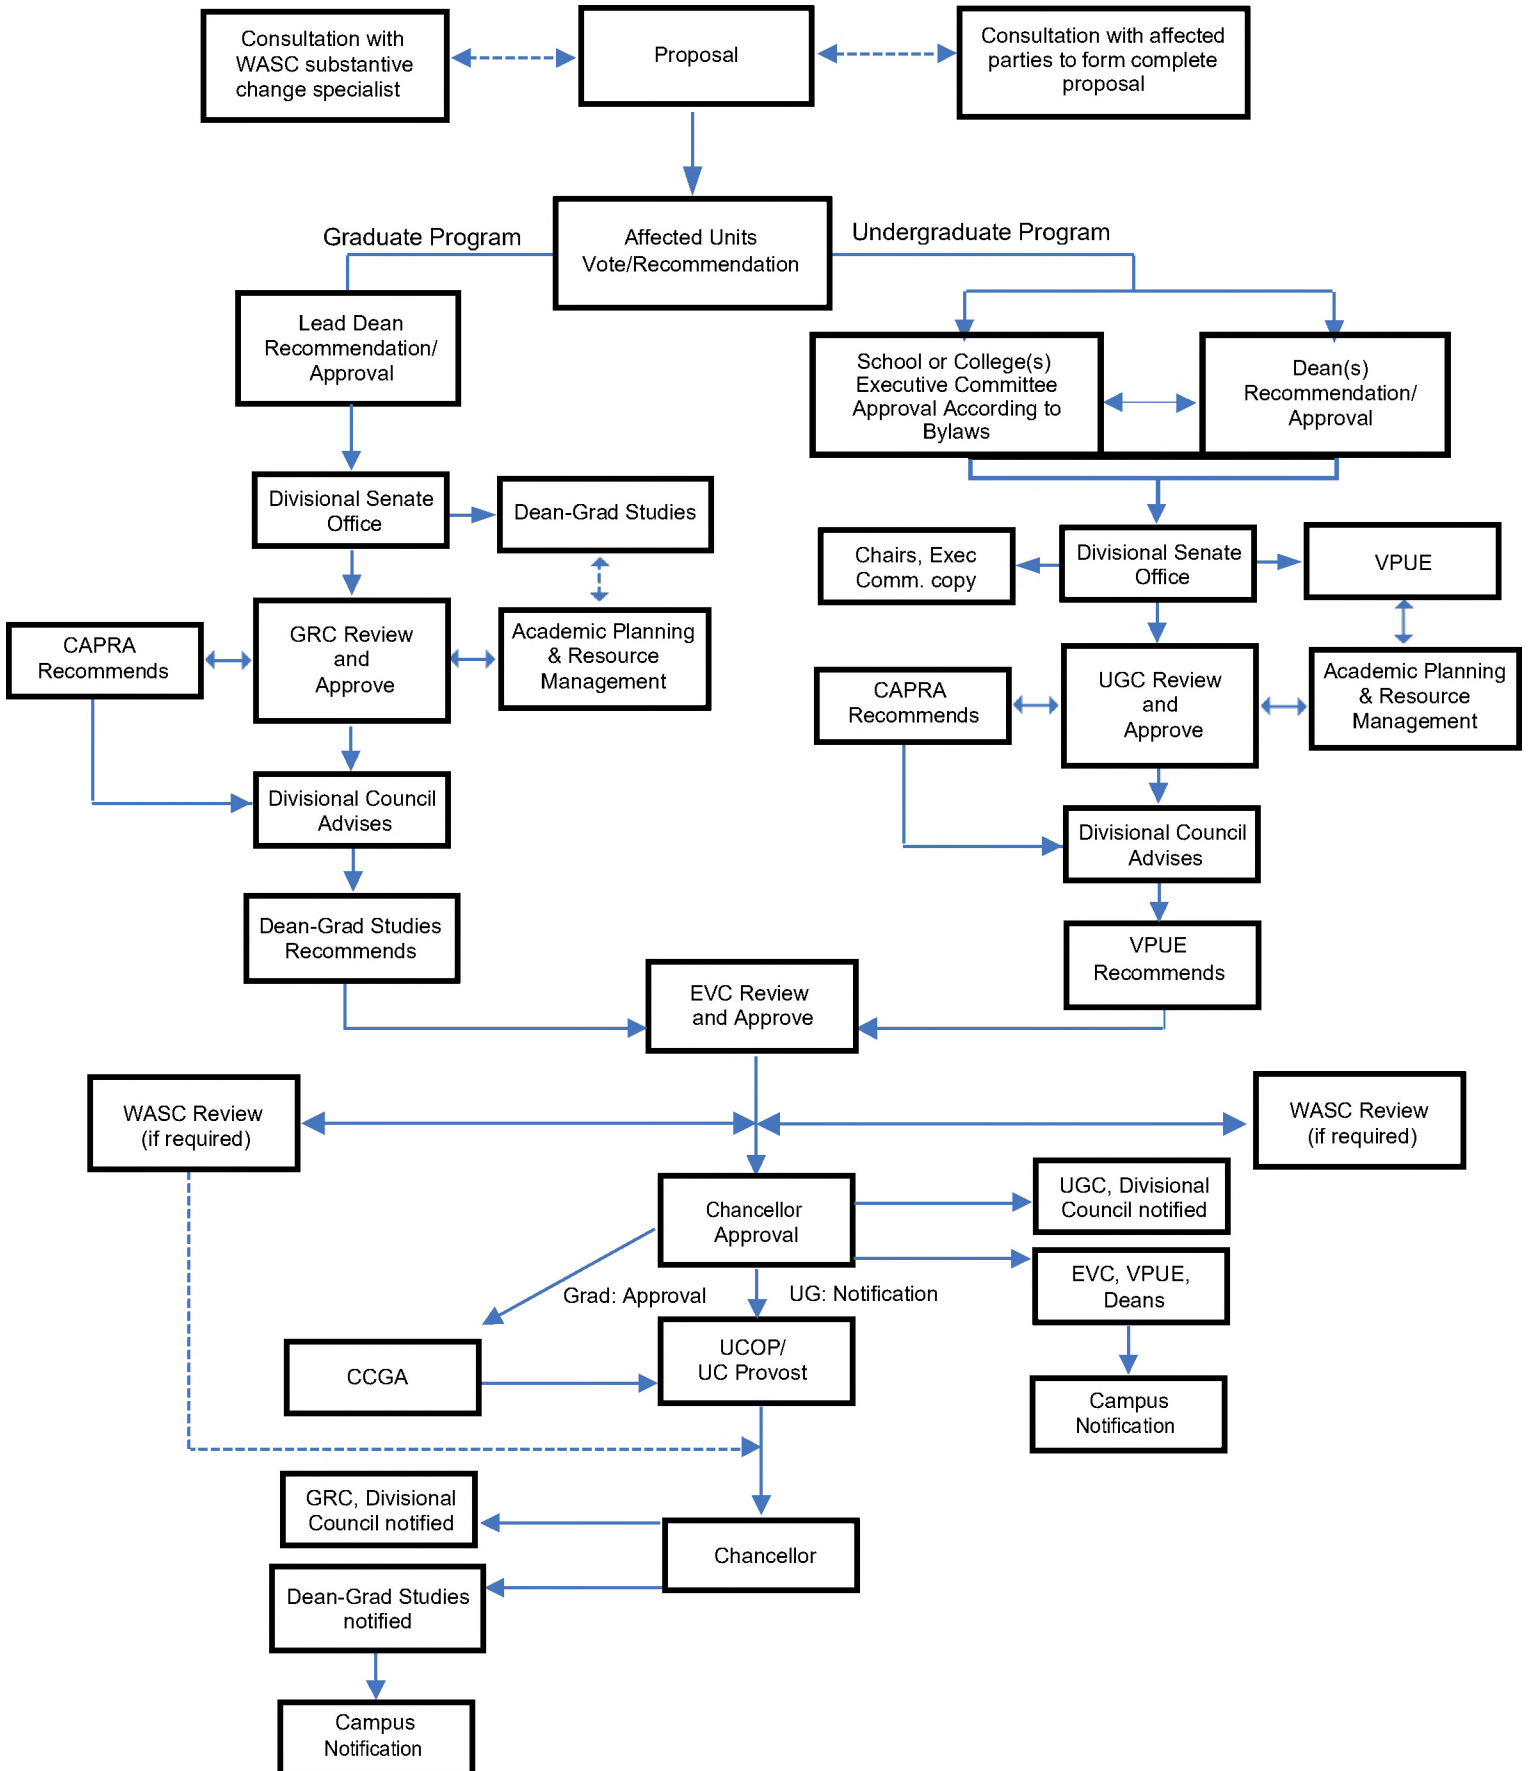 Consultation with
WASC substantive
change specialist
Proposal
Consultation with affected
parties to form complete
proposal
Graduate Program
Affected Units
Vote/Recommendation
Undergraduate Program
Lead Dean
Recommendation/
Approval
School or College(s)
Executive Committee
Approval According to
Bylaws
Dean(s)
Recommendation/
Approval
Divisional Senate
Office
Dean-Grad Studies
Chairs, Exec
Comm. copy
Divisional Senate
Office
VPUE
CAPRA
Recommends
GRC Review
and
Approve
Academic Planning
& Resource
Management
CAPRA
Recommends
UGC Review
and
Approve
Academic Planning
& Resource
Management
Divisional Council
Advises
Divisional Council
Advises
Dean-Grad Studies
Recommends
VPUE
Recommends
EVC Review
and Approve
WASC Review
(if required)
WASC Review
(if required)
Chancellor
Approval
UGC, Divisional
Council notified
EVC, VPUE,
Deans
Grad: Approval
UG: Notification
CCGA
UCOP/
UC Provost
Campus
Notification
GRC, Divisional
Council notified
Chancellor
Dean-Grad Studies
notified
Campus
Notification